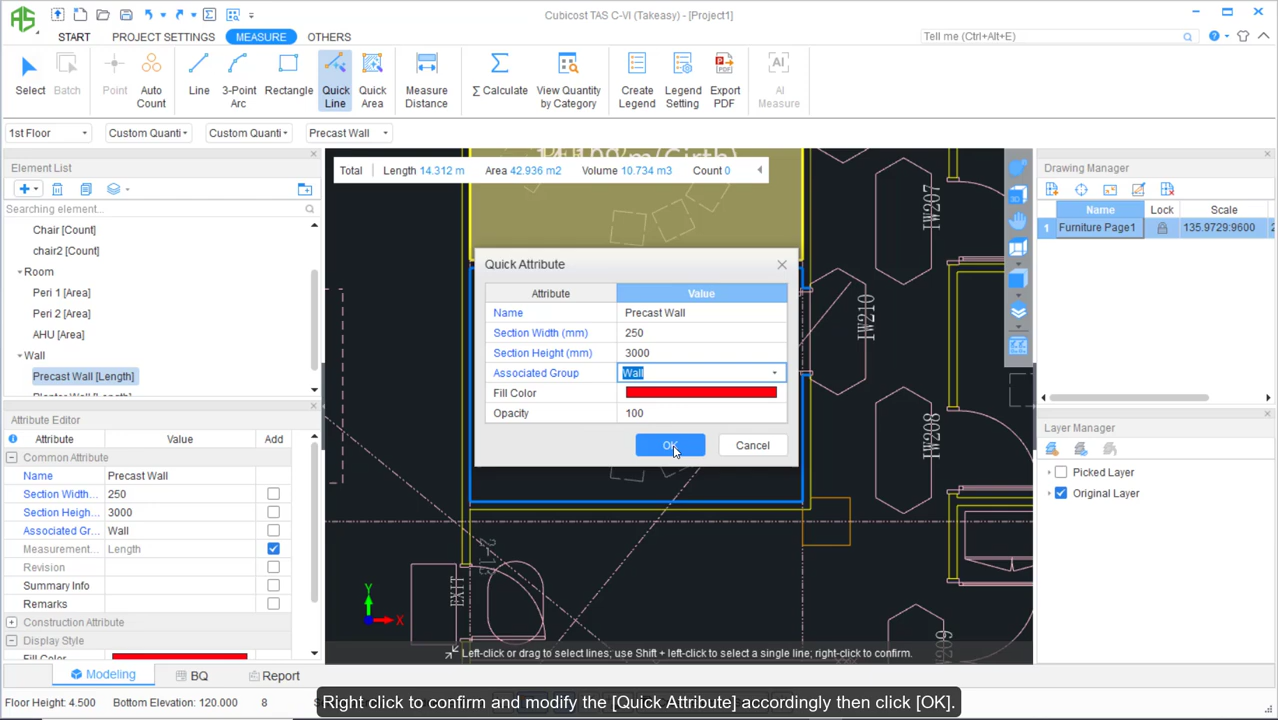 Cubicost TAS C-VI (Takeasy) - [Project1]
START PROJECT SETTINGS MEASURE OTHERS
Tell me (Ctrl+Alt+E)
Select Batch Point Auto Count Line 3-Point Arc Rectangle Quick Line Quick Area Measure Distance Σ Calculate View Quantity by Category Create Legend Legend Setting Export PDF AI Measure
1st Floor Custom Quanti Custom Quanti Precast Wall
Element List
Searching element...
Chair [Count]
chair2 [Count]
Room
Peri 1 [Area]
Peri 2 [Area]
AHU [Area]
Wall
Precast Wall [Length]
Attribute Editor
Attribute Value Add
Common Attribute
Name Precast Wall
Section Width... 250
Section Heigh... 3000
Associated Gr... Wall
Measurement... Length
Revision
Summary Info
Remarks
Construction Attribute
Display Style
Fill Color
Total Length 14.312 m Area 42.936 m2 Volume 10.734 m3 Count 0
Quick Attribute
Attribute Value
Name Precast Wall
Section Width (mm) 250
Section Height (mm) 3000
Associated Group Wall
Fill Color
Opacity 100
OK Cancel
IW207
IW210
IW208
EXIT
Y
X
Left-click or drag to select lines; use Shift + left-click to select a single line; right-click to confirm.
Drawing Manager
Name Lock Scale
1 Furniture Page1 135.9729:9600
Layer Manager
Picked Layer
Original Layer
Modeling BQ Report
Floor Height: 4.500 Bottom Elevation: 120.000 8
Right click to confirm and modify the [Quick Attribute] accordingly then click [OK].